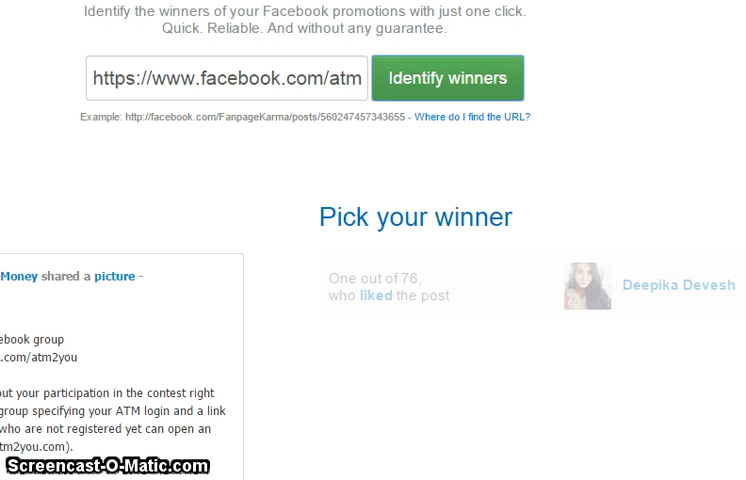 Identify the winners of your Facebook promotions with just one click.
Quick. Reliable. And without any guarantee.
https://www.facebook.com/atm
Identify winners
Example: http://facebook.com/FanpageKarma/posts/560247457343655 - Where do I find the URL?
Pick your winner
One out of 76,
who liked the post
Deepika Devesh
Money shared a picture -
ebook group
.com/atm2you
out your participation in the contest right
group specifying your ATM login and a link
who are not registered yet can open an
tm2you.com).
Screencast-O-Matic.com